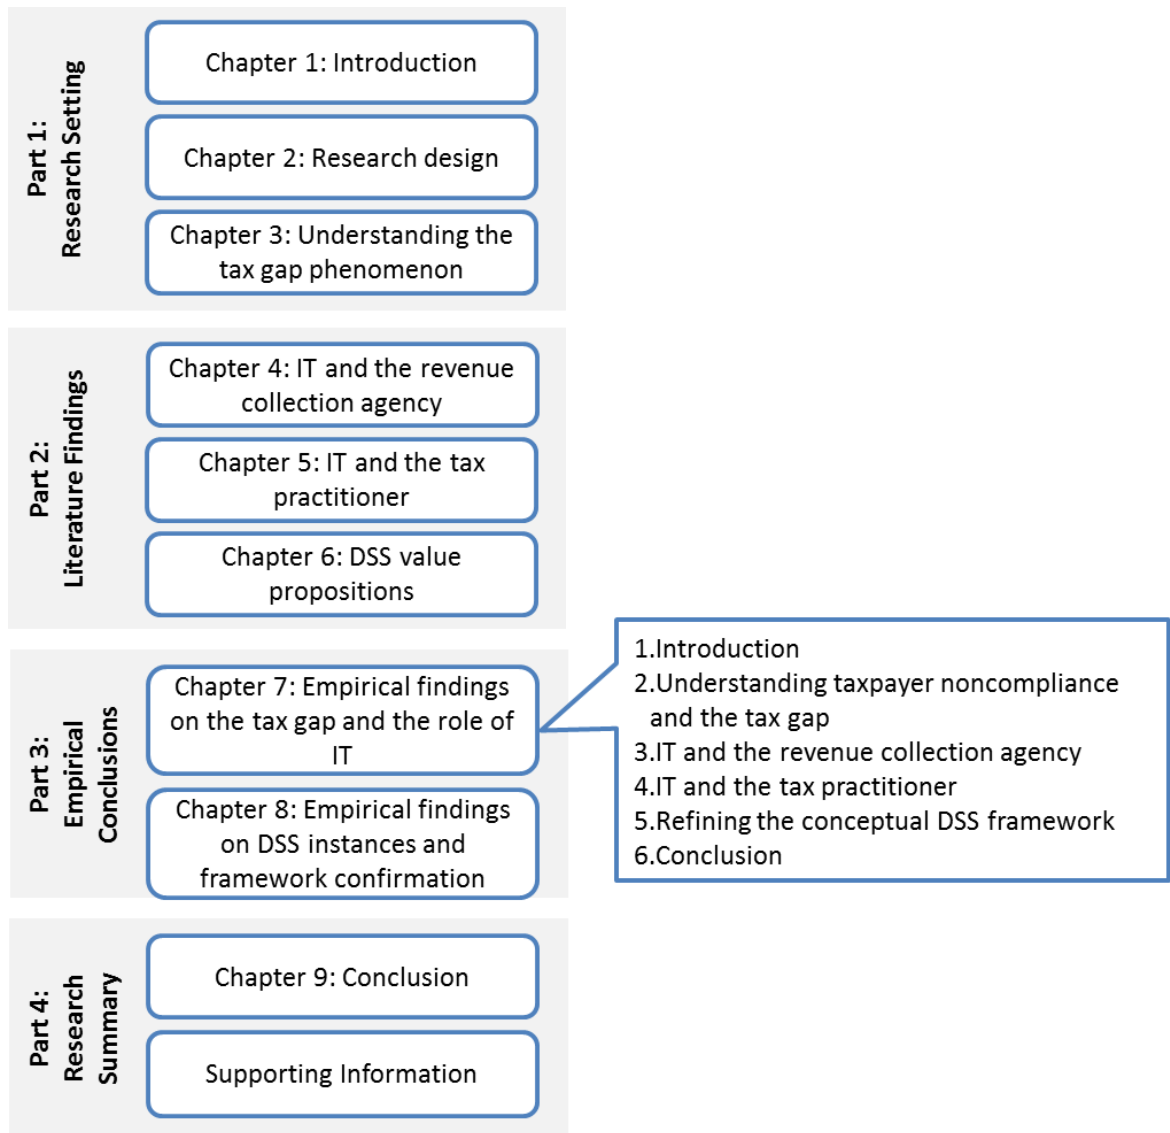 Part 1:
Research Setting
Chapter 1: Introduction
Chapter 2: Research design
Chapter 3: Understanding the
tax gap phenomenon
Part 2:
Literature Findings
Chapter 4: IT and the revenue
collection agency
Chapter 5: IT and the tax
practitioner
Chapter 6: DSS value
propositions
Part 3:
Empirical
Conclusions
Chapter 7: Empirical findings
on the tax gap and the role of
IT
Chapter 8: Empirical findings
on DSS instances and
framework confirmation
1.Introduction
2.Understanding taxpayer noncompliance
and the tax gap
3.IT and the revenue collection agency
4.IT and the tax practitioner
5.Refining the conceptual DSS framework
6.Conclusion
Part 4:
Research
Summary
Chapter 9: Conclusion
Supporting Information